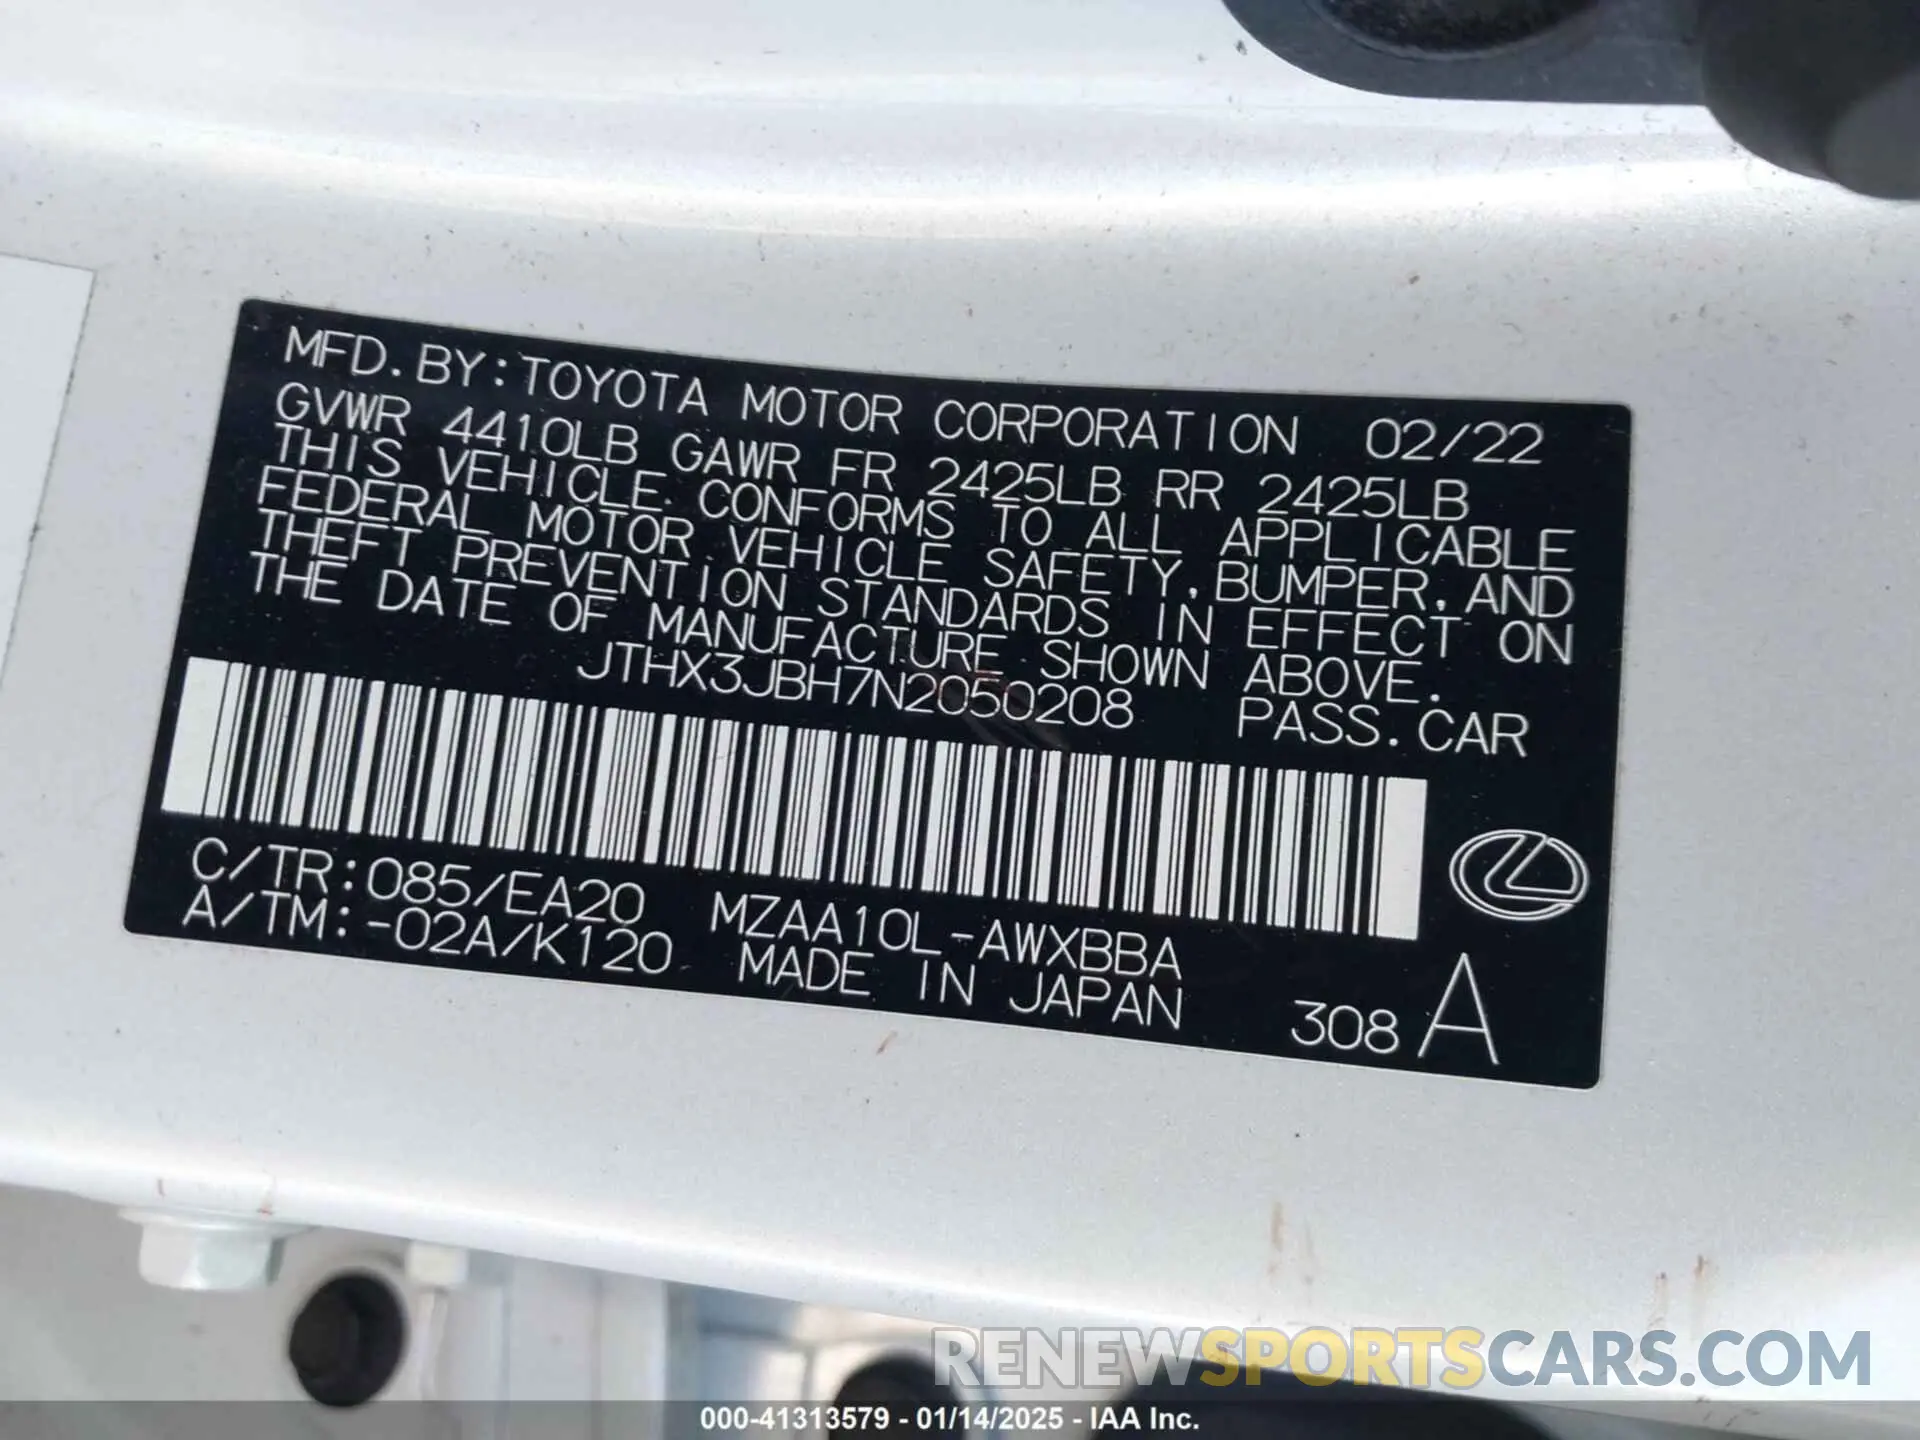 MFD. BY: TOYOTA MOTOR CORPORATION 02/22
GVWR 4410LB GAWR FR 2425LB RR 2425LB
THIS VEHICLE CONFORMS TO ALL APPLICABLE
FEDERAL MOTOR VEHICLE SAFETY, BUMPER, AND
THEFT PREVENTION STANDARDS IN EFFECT ON
THE DATE OF MANUFACTURE SHOWN ABOVE.
JTHX3JBH7N2050208 PASS. CAR
C/TR: 085/EA20 MZAA10L-AWXBBA
A/TM: -02A/K120 MADE IN JAPAN 308 A
RENEWSPORTSCARS.COM
000-41313579 - 01/14/2025 - IAA Inc.